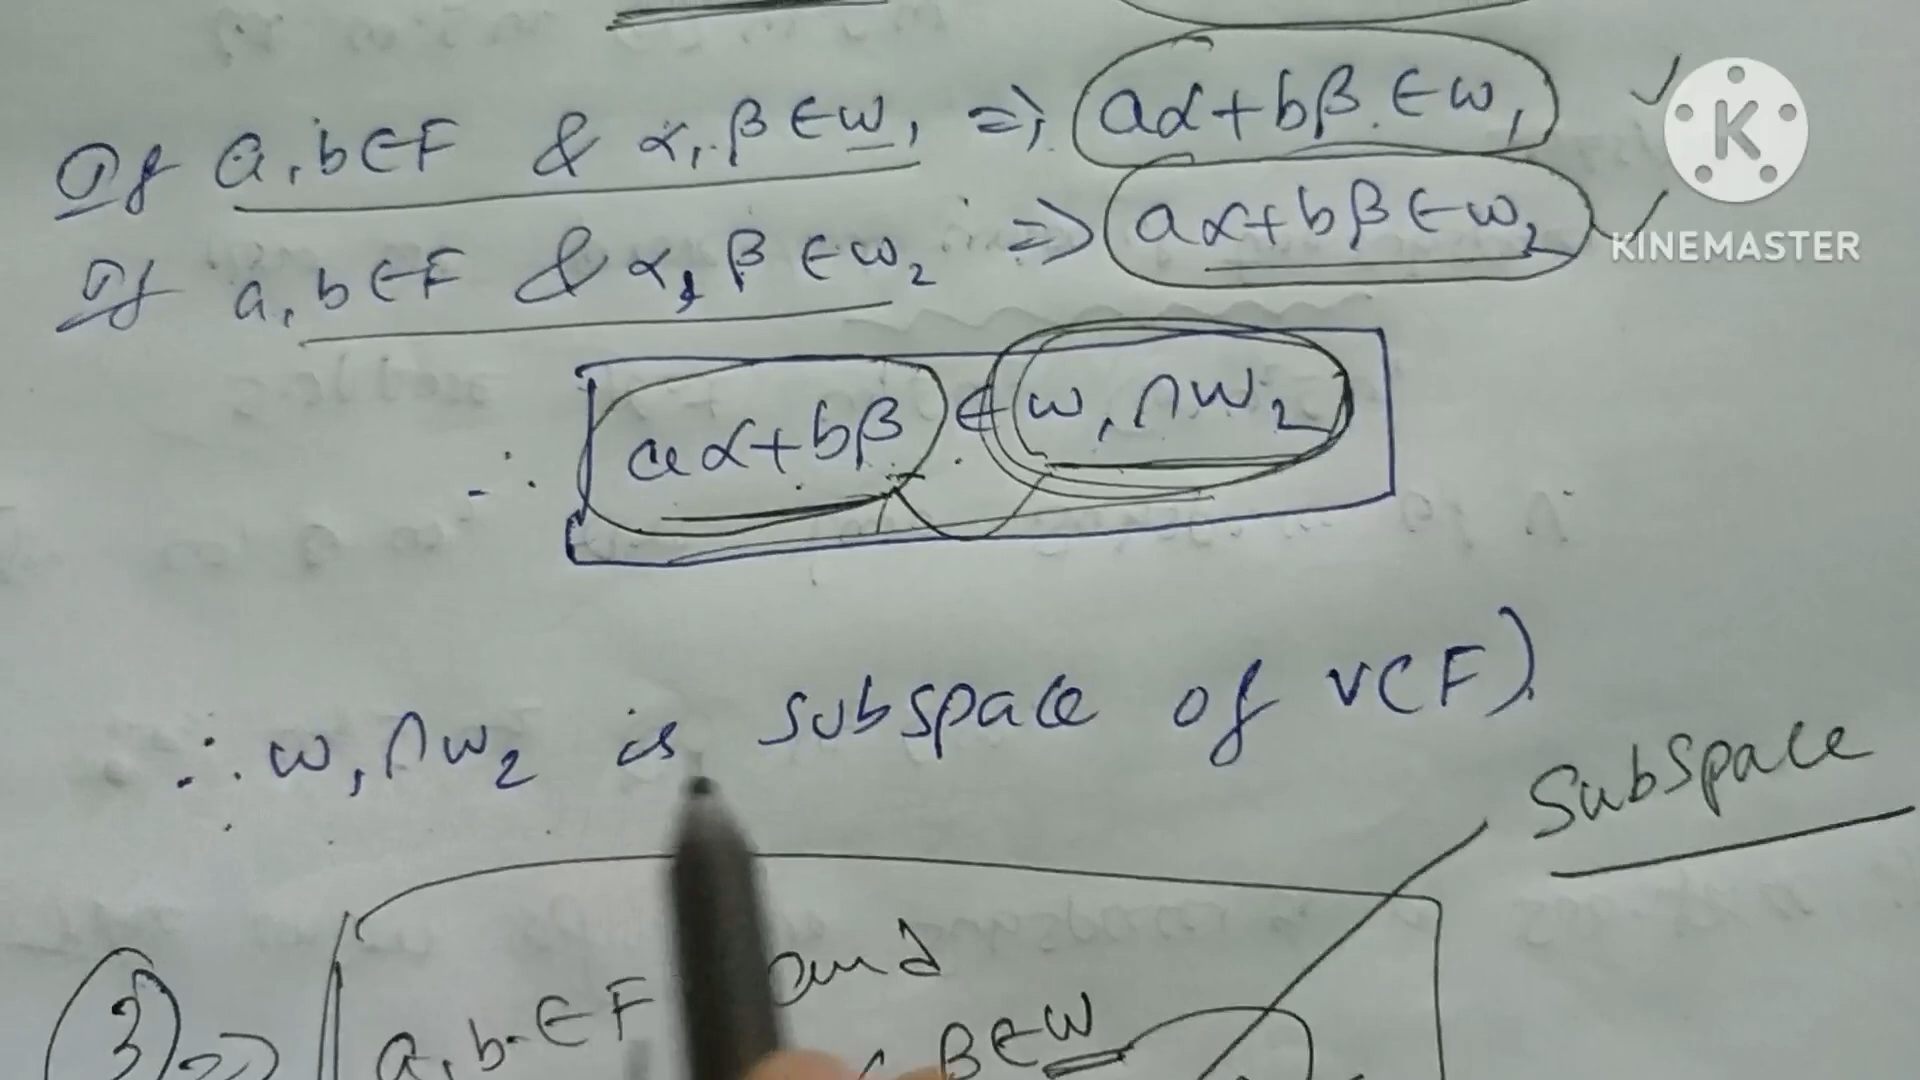 If a, b ∈ F & α, β ∈ w₁ => aα + bβ ∈ w₁ ✓
If a, b ∈ F & α, β ∈ w₂ => aα + bβ ∈ w₂ ✓
∴ aα + bβ ∈ w₁ ∩ w₂
∴ w₁ ∩ w₂ is subspace of v(F)
Subspace
3 => and
a, b ∈ F β ∈ W
K
KINEMASTER